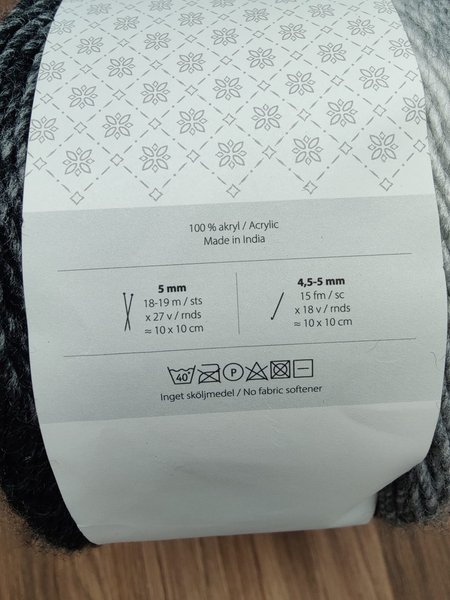 100 % akryl / Acrylic
Made in India
5 mm
18-19 m / sts
x 27 v / rnds
≈ 10 x 10 cm
4,5-5 mm
15 fm / sc
x 18 v / rnds
≈ 10 x 10 cm
40° P
Inget sköljmedel / No fabric softener